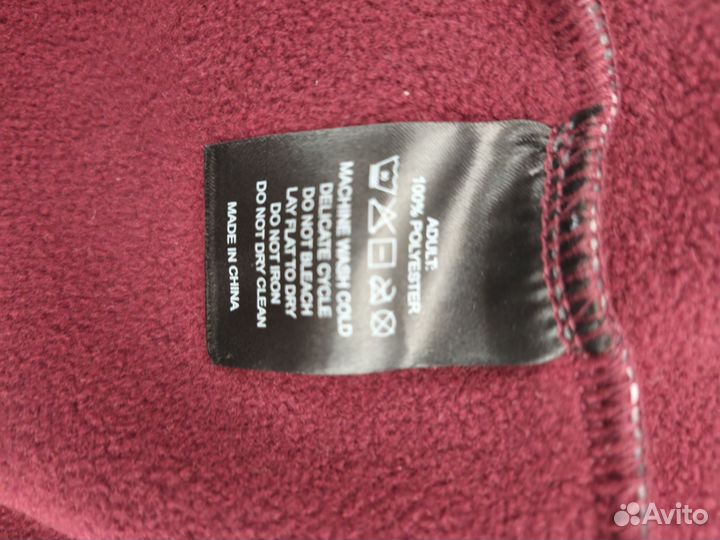 ADULT:
100% POLYESTER
MACHINE WASH COLD
DELICATE CYCLE
DO NOT BLEACH
LAY FLAT TO DRY
DO NOT IRON
DO NOT DRY CLEAN
MADE IN CHINA
Avito